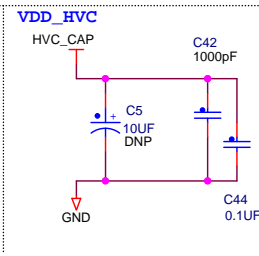 VDD_HVC
HVC_CAP
C42
1000pF
+
C5
10UF
DNP
C44
0.1UF
GND